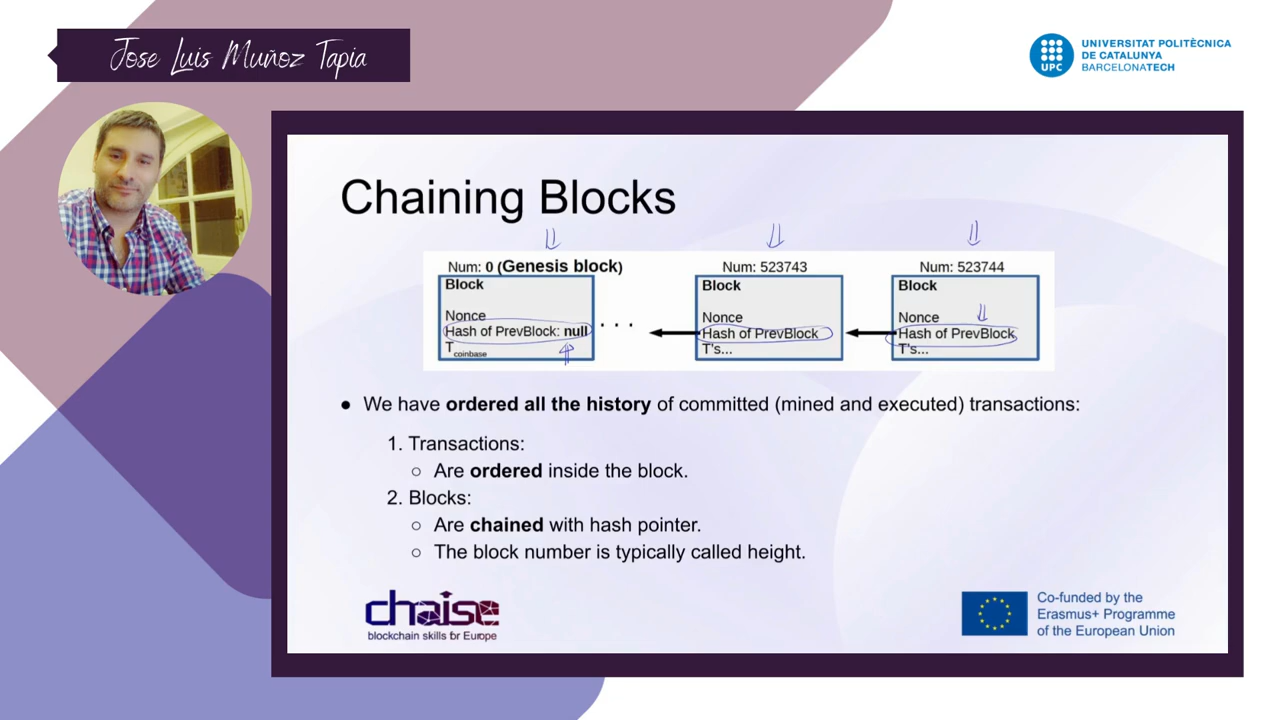 Jose Luis Muñoz Tapia
UPC
UNIVERSITAT POLITÈCNICA
DE CATALUNYA
BARCELONATECH
Chaining Blocks
Num: 0 (Genesis block)
Block
Nonce
Hash of PrevBlock: null
Tcoinbase
. . .
Num: 523743
Block
Nonce
Hash of PrevBlock
T's...
Num: 523744
Block
Nonce
Hash of PrevBlock
T's...
● We have ordered all the history of committed (mined and executed) transactions:
1. Transactions:
○ Are ordered inside the block.
2. Blocks:
○ Are chained with hash pointer.
○ The block number is typically called height.
chaise
blockchain skills for Europe
Co-funded by the
Erasmus+ Programme
of the European Union